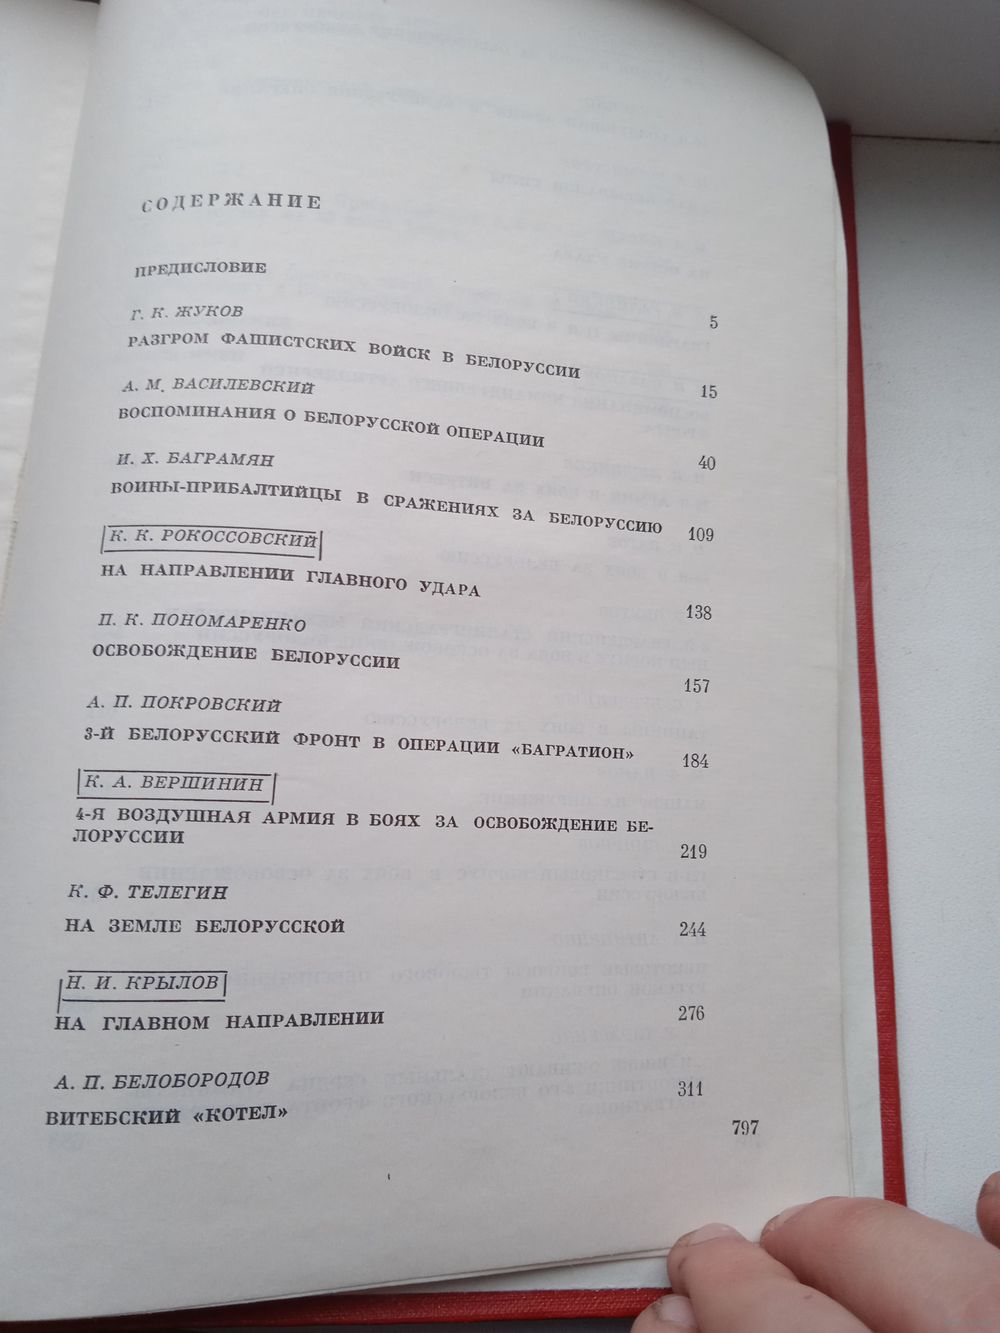 СОДЕРЖАНИЕ
ПРЕДИСЛОВИЕ 5
Г. К. ЖУКОВ
РАЗГРОМ ФАШИСТСКИХ ВОЙСК В БЕЛОРУССИИ 15
А. М. ВАСИЛЕВСКИЙ
ВОСПОМИНАНИЯ О БЕЛОРУССКОЙ ОПЕРАЦИИ 40
И. Х. БАГРАМЯН
ВОИНЫ-ПРИБАЛТИЙЦЫ В СРАЖЕНИЯХ ЗА БЕЛОРУССИЮ 109
К. К. РОКОССОВСКИЙ
НА НАПРАВЛЕНИИ ГЛАВНОГО УДАРА 138
П. К. ПОНОМАРЕНКО
ОСВОБОЖДЕНИЕ БЕЛОРУССИИ 157
А. П. ПОКРОВСКИЙ
3-Й БЕЛОРУССКИЙ ФРОНТ В ОПЕРАЦИИ «БАГРАТИОН» 184
К. А. ВЕРШИНИН
4-Я ВОЗДУШНАЯ АРМИЯ В БОЯХ ЗА ОСВОБОЖДЕНИЕ БЕ-
ЛОРУССИИ 219
К. Ф. ТЕЛЕГИН
НА ЗЕМЛЕ БЕЛОРУССКОЙ 244
Н. И. КРЫЛОВ
НА ГЛАВНОМ НАПРАВЛЕНИИ 276
А. П. БЕЛОБОРОДОВ
ВИТЕБСКИЙ «КОТЕЛ» 311
797